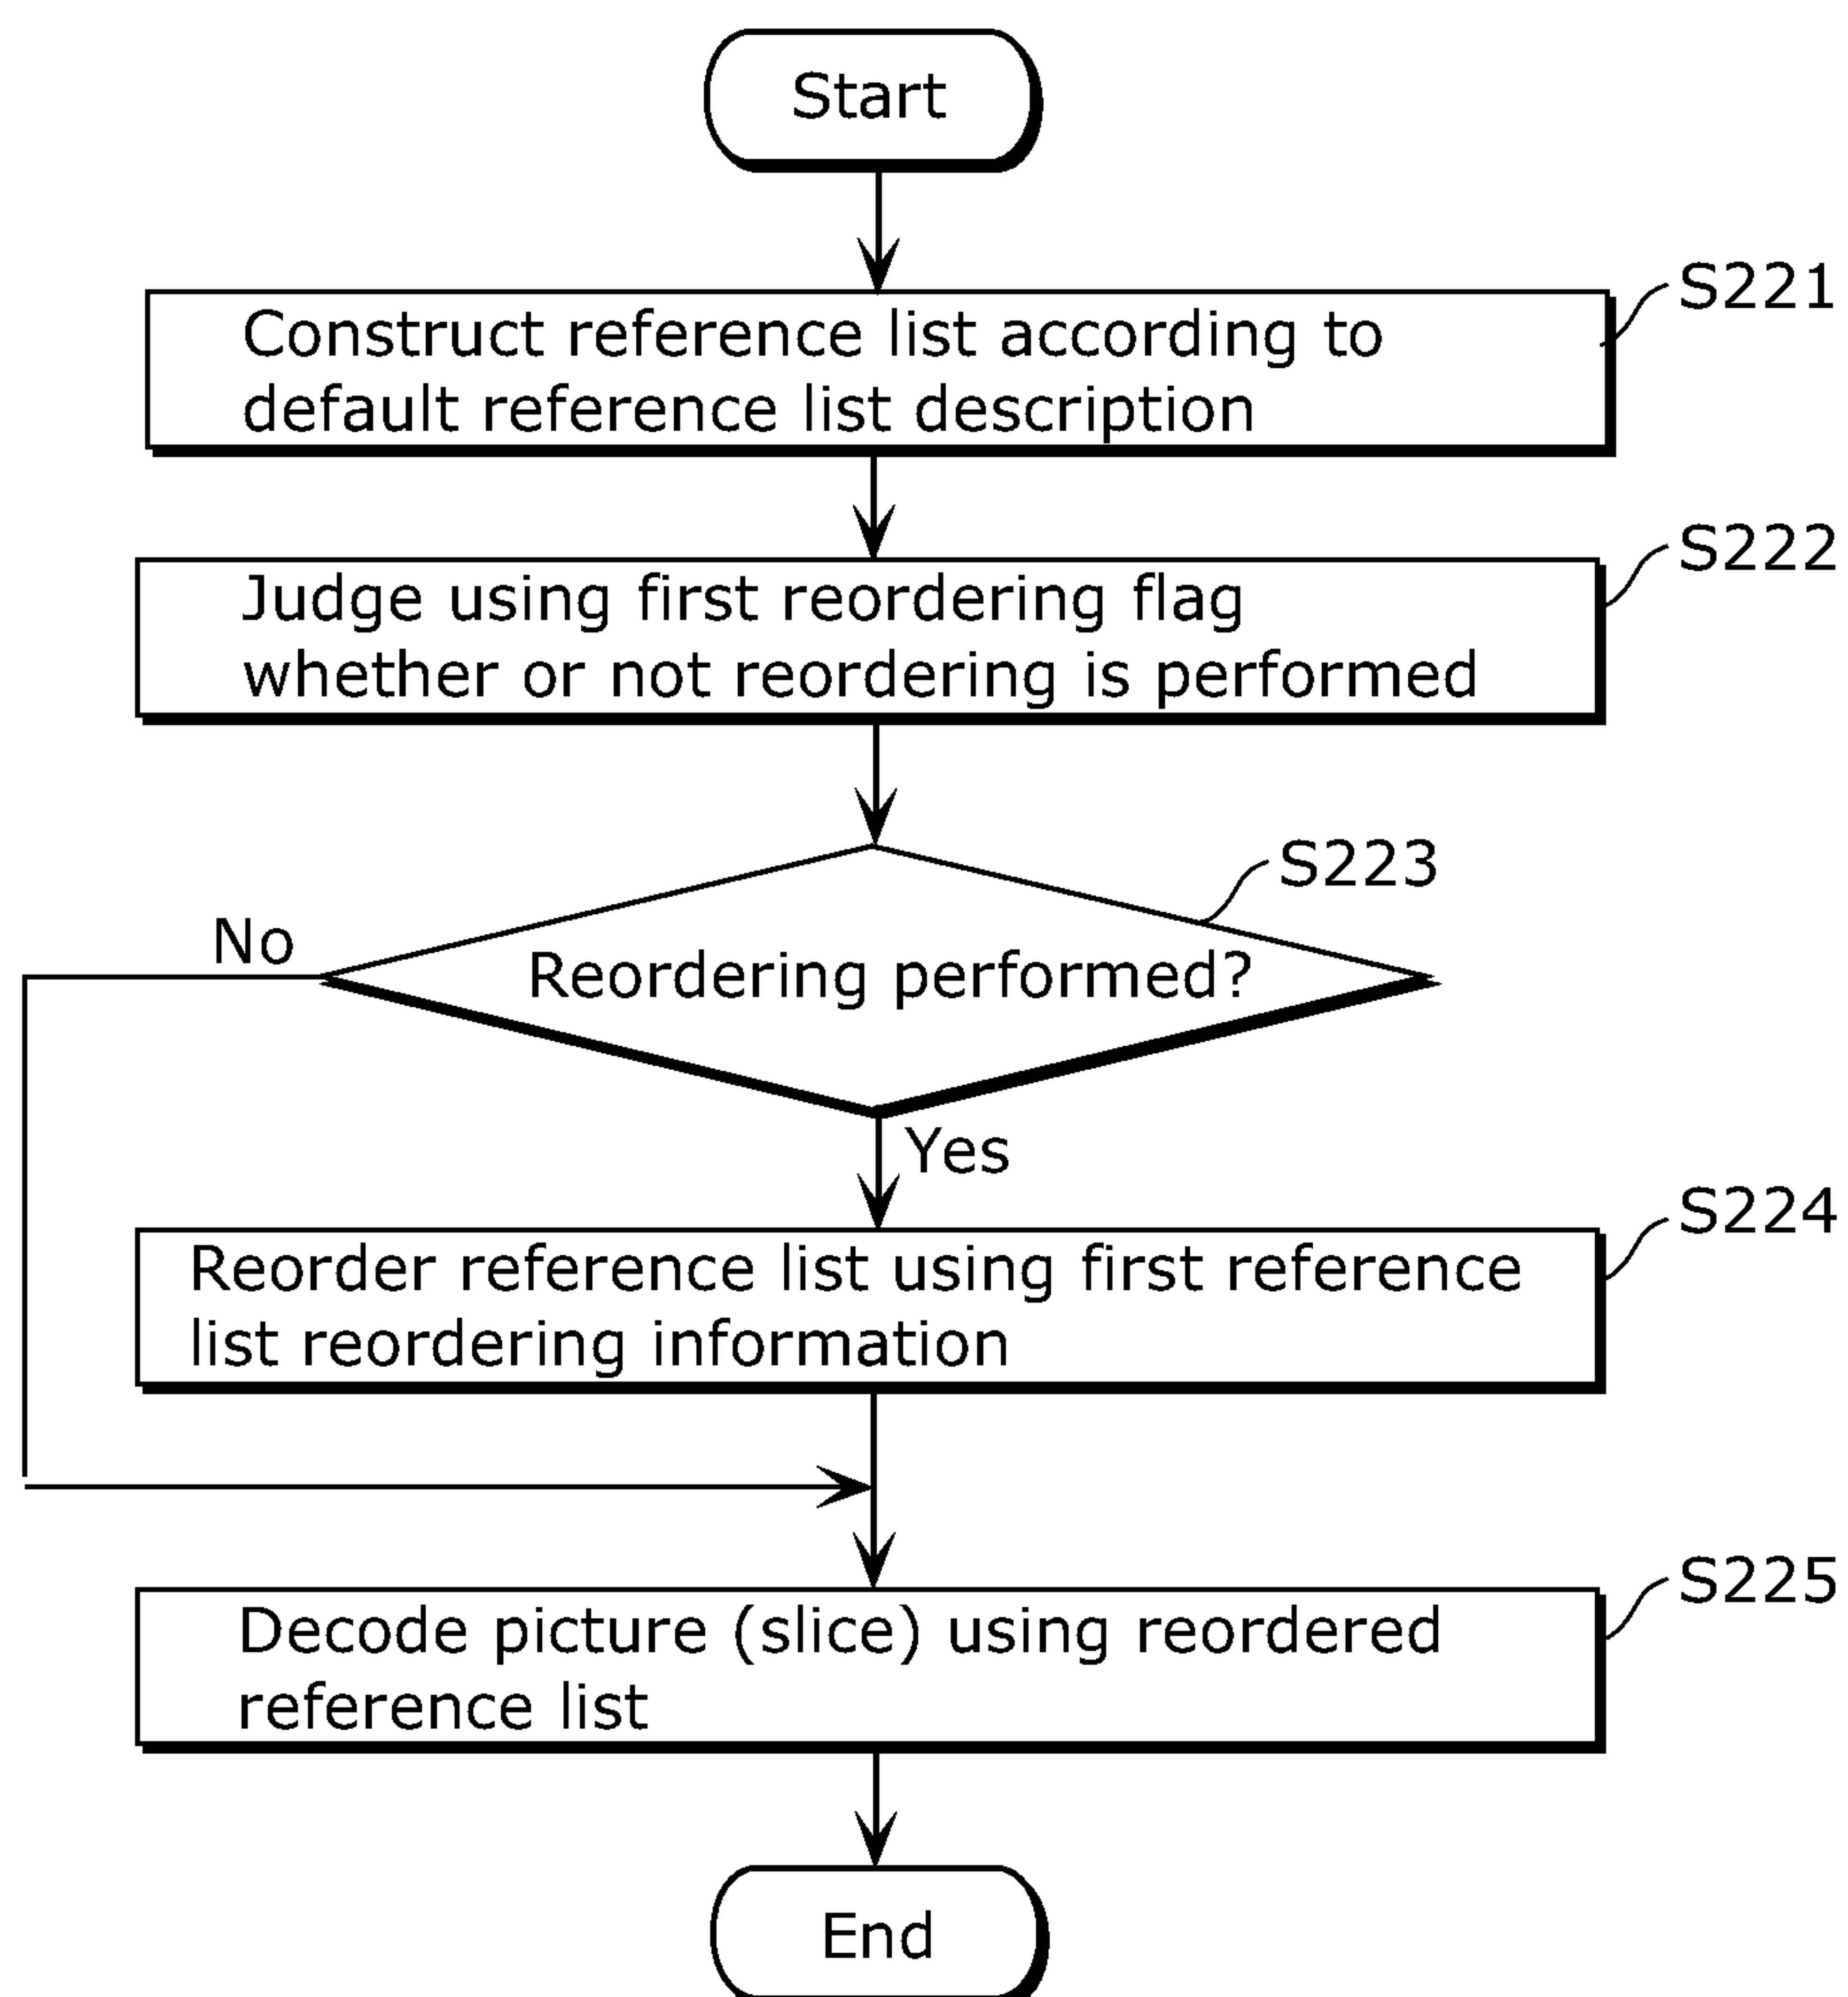 Start
S221
Construct reference list according to
default reference list description
S222
Judge using first reordering flag
whether or not reordering is performed
S223
No
Reordering performed?
Yes
S224
Reorder reference list using first reference
list reordering information
S225
Decode picture (slice) using reordered
reference list
End